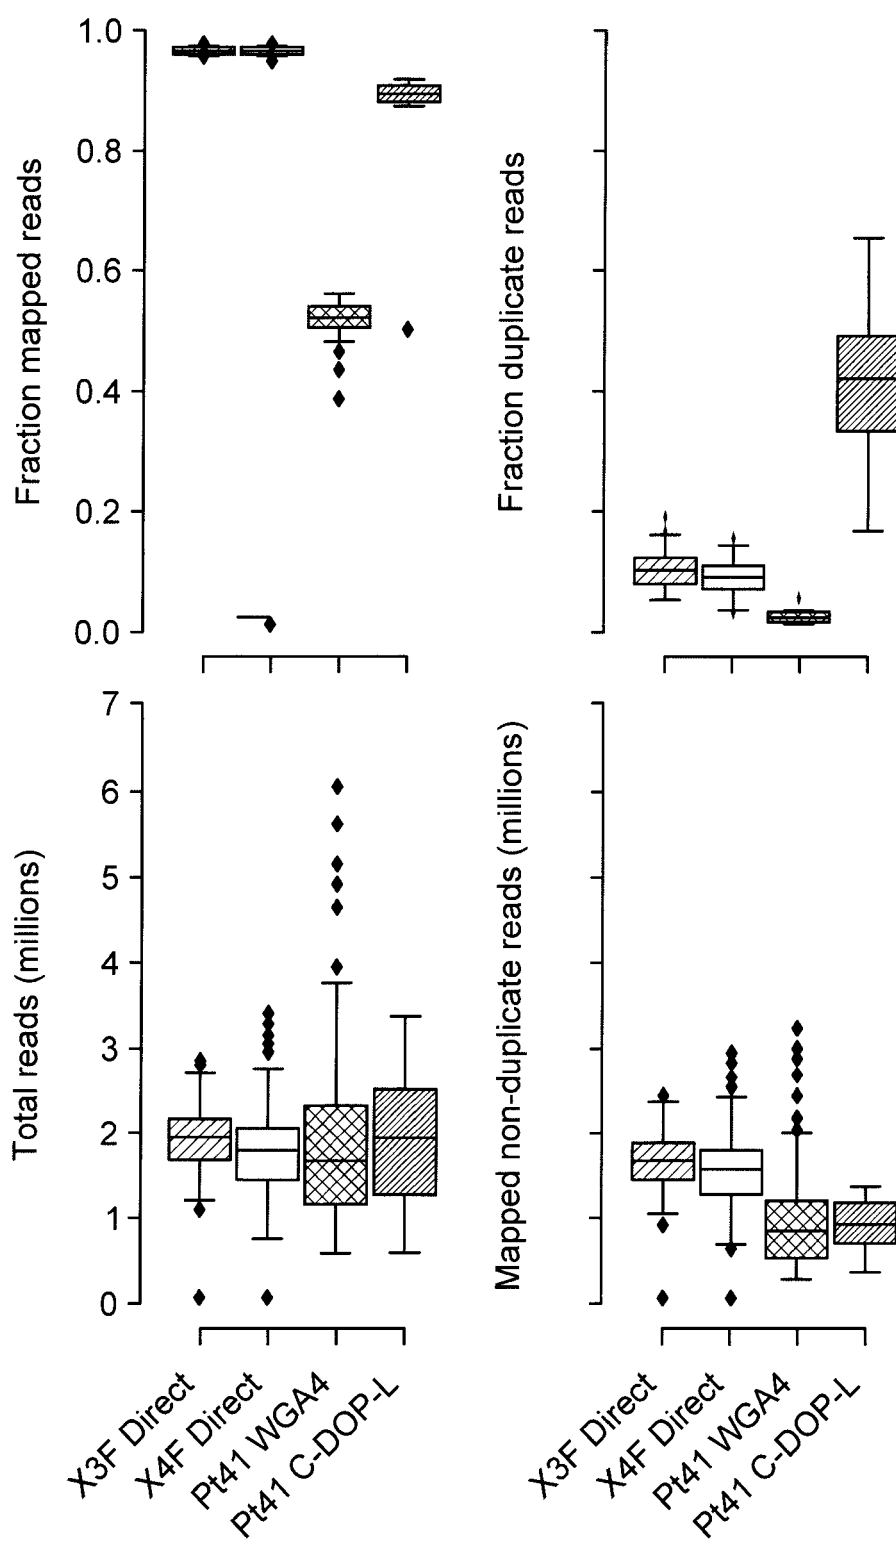 Fraction mapped reads
1.0
0.8
0.6
0.4
0.2
0.0
Fraction duplicate reads
Total reads (millions)
7
6
5
4
3
2
1
0
Mapped non-duplicate reads (millions)
X3F Direct
X4F Direct
Pt41 WGA4
Pt41 C-DOP-L
X3F Direct
X4F Direct
Pt41 WGA4
Pt41 C-DOP-L